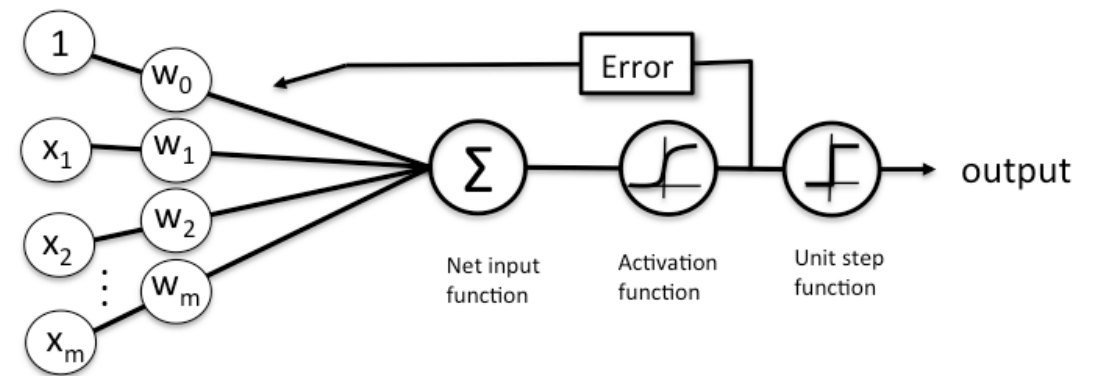 1
w₀
Error
x₁
w₁
Σ
output
x₂
w₂
⋮
wₘ
xₘ
Net input
function
Activation
function
Unit step
function